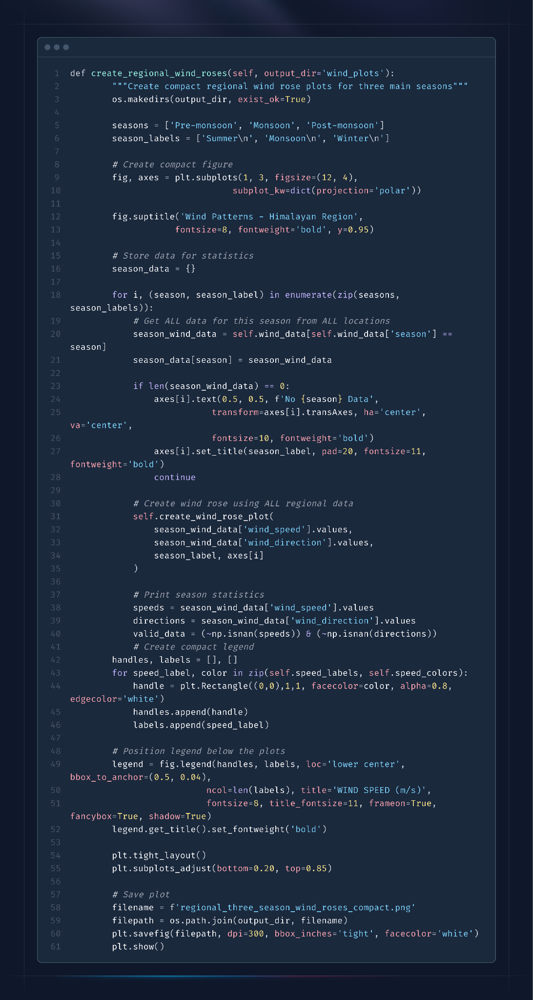 1 def create_regional_wind_roses(self, output_dir='wind_plots'):
2         """Create compact regional wind rose plots for three main seasons"""
3         os.makedirs(output_dir, exist_ok=True)
4
5         seasons = ['Pre-monsoon', 'Monsoon', 'Post-monsoon']
6         season_labels = ['Summer\n', 'Monsoon\n', 'Winter\n']
7
8         # Create compact figure
9         fig, axes = plt.subplots(1, 3, figsize=(12, 4),
10                                subplot_kw=dict(projection='polar'))
11
12         fig.suptitle('Wind Patterns - Himalayan Region',
13                     fontsize=8, fontweight='bold', y=0.95)
14
15         # Store data for statistics
16         season_data = {}
17
18         for i, (season, season_label) in enumerate(zip(seasons,
season_labels)):
19             # Get ALL data for this season from ALL locations
20             season_wind_data = self.wind_data[self.wind_data['season'] ==
season]
21             season_data[season] = season_wind_data
22
23             if len(season_wind_data) == 0:
24                 axes[i].text(0.5, 0.5, f'No {season} Data',
25                            transform=axes[i].transAxes, ha='center',
va='center',
26                            fontsize=10, fontweight='bold')
27                 axes[i].set_title(season_label, pad=20, fontsize=11,
fontweight='bold')
28                 continue
29
30             # Create wind rose using ALL regional data
31             self.create_wind_rose_plot(
32                 season_wind_data['wind_speed'].values,
33                 season_wind_data['wind_direction'].values,
34                 season_label, axes[i]
35             )
36
37             # Print season statistics
38             speeds = season_wind_data['wind_speed'].values
39             directions = season_wind_data['wind_direction'].values
40             valid_data = (~np.isnan(speeds)) & (~np.isnan(directions))
41             # Create compact legend
42         handles, labels = [], []
43         for speed_label, color in zip(self.speed_labels, self.speed_colors):
44             handle = plt.Rectangle((0,0),1,1, facecolor=color, alpha=0.8,
edgecolor='white')
45             handles.append(handle)
46             labels.append(speed_label)
47
48         # Position legend below the plots
49         legend = fig.legend(handles, labels, loc='lower center',
bbox_to_anchor=(0.5, 0.04),
50                           ncol=len(labels), title='WIND SPEED (m/s)',
51                           fontsize=8, title_fontsize=11, frameon=True,
fancybox=True, shadow=True)
52         legend.get_title().set_fontweight('bold')
53
54         plt.tight_layout()
55         plt.subplots_adjust(bottom=0.20, top=0.85)
56
57         # Save plot
58         filename = f'regional_three_season_wind_roses_compact.png'
59         filepath = os.path.join(output_dir, filename)
60         plt.savefig(filepath, dpi=300, bbox_inches='tight', facecolor='white')
61         plt.show()